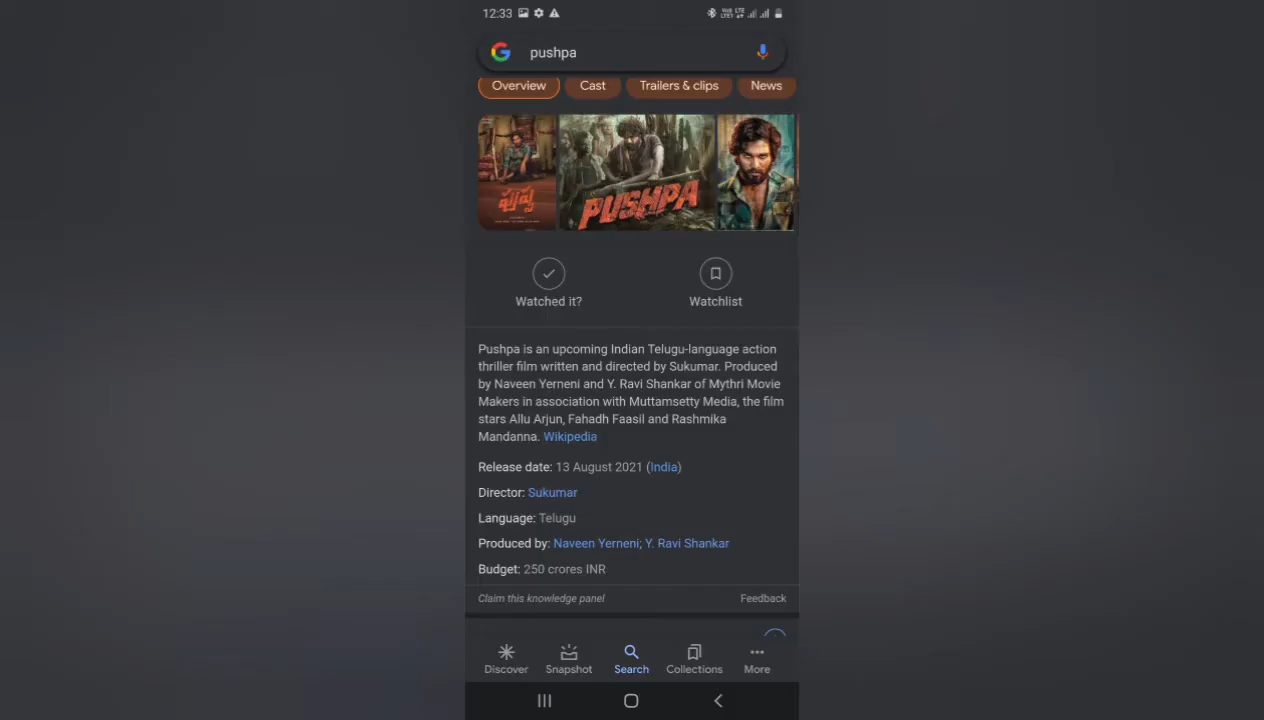 12:33
pushpa
Overview
Cast
Trailers & clips
News
పుష్ప
PUSHPA
Watched it?
Watchlist
Pushpa is an upcoming Indian Telugu-language action
thriller film written and directed by Sukumar. Produced
by Naveen Yerneni and Y. Ravi Shankar of Mythri Movie
Makers in association with Muttamsetty Media, the film
stars Allu Arjun, Fahadh Faasil and Rashmika
Mandanna. Wikipedia
Release date: 13 August 2021 (India)
Director: Sukumar
Language: Telugu
Produced by: Naveen Yerneni; Y. Ravi Shankar
Budget: 250 crores INR
Claim this knowledge panel
Feedback
Discover
Snapshot
Search
Collections
More